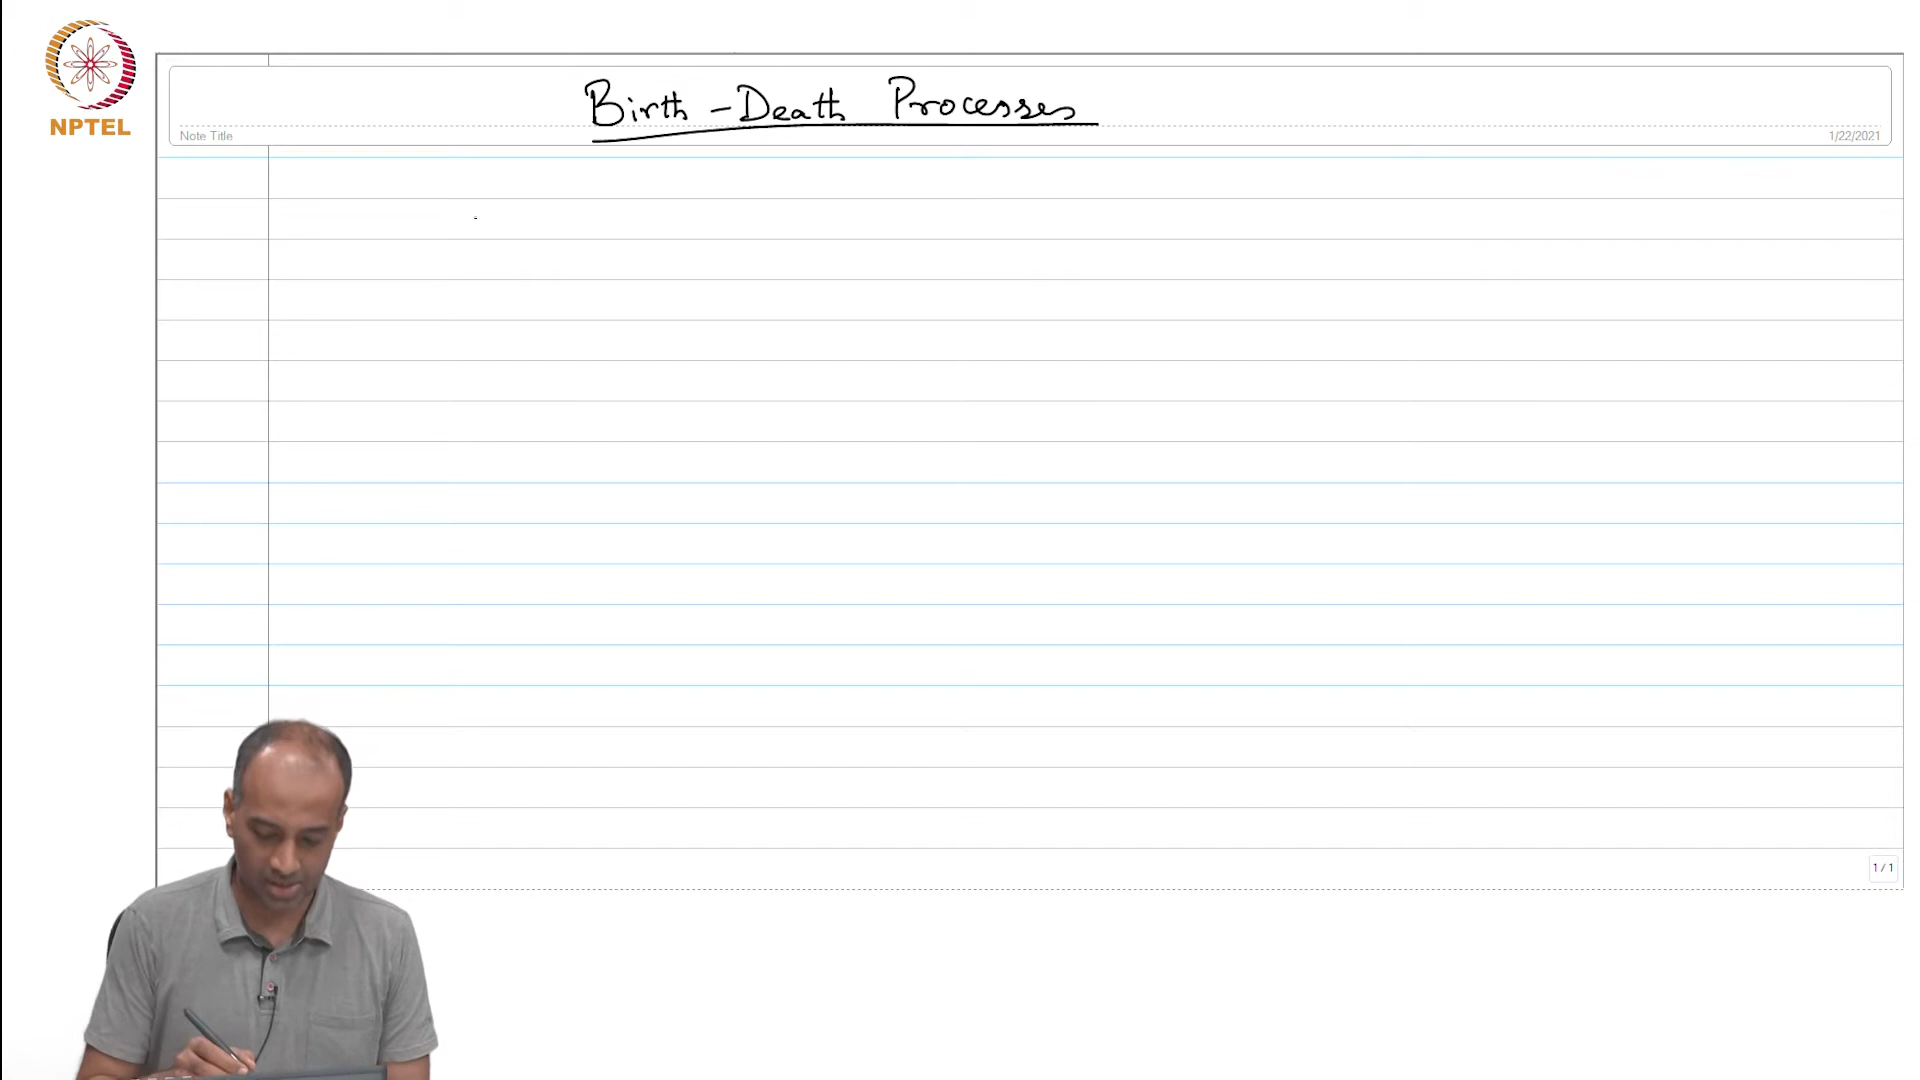 NPTEL
Birth - Death Processes
Note Title
1/22/2021
1 / 1